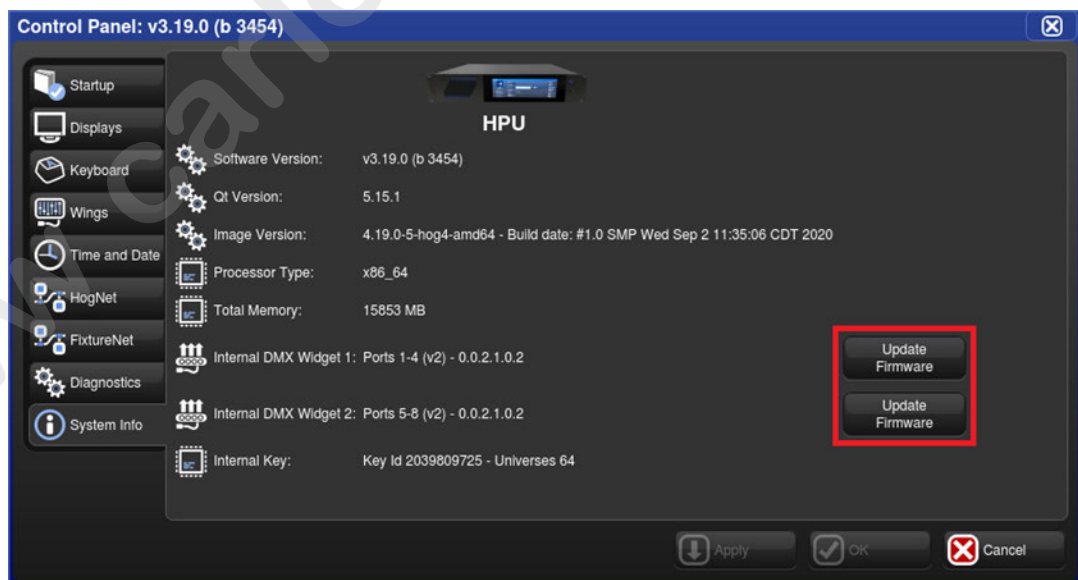 Control Panel: v3.19.0 (b 3454)
Startup
Displays
Keyboard
Wings
Time and Date
HogNet
FixtureNet
Diagnostics
System Info
HPU
Software Version: v3.19.0 (b 3454)
Qt Version: 5.15.1
Image Version: 4.19.0-5-hog4-amd64 - Build date: #1.0 SMP Wed Sep 2 11:35:06 CDT 2020
Processor Type: x86_64
Total Memory: 15853 MB
Internal DMX Widget 1: Ports 1-4 (v2) - 0.0.2.1.0.2
Update
Firmware
Internal DMX Widget 2: Ports 5-8 (v2) - 0.0.2.1.0.2
Update
Firmware
Internal Key: Key Id 2039809725 - Universes 64
Apply
OK
Cancel